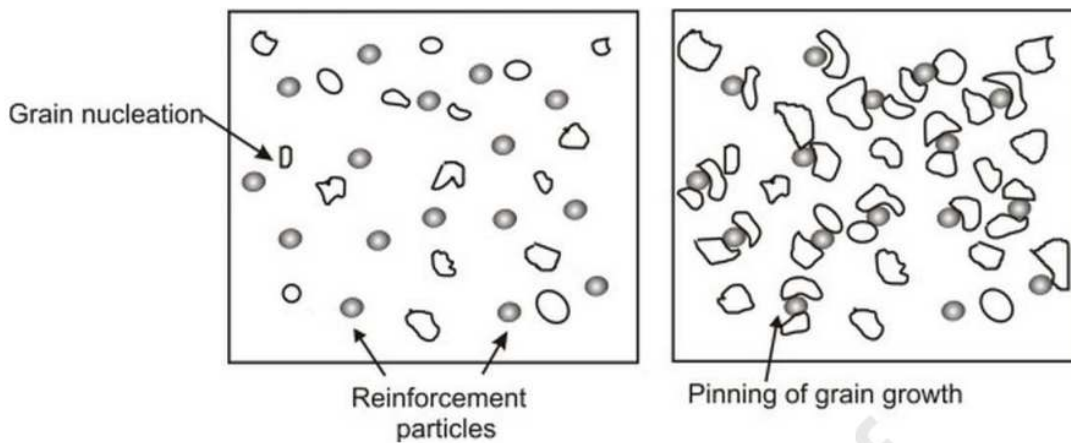 Grain nucleation
Reinforcement
particles
Pinning of grain growth